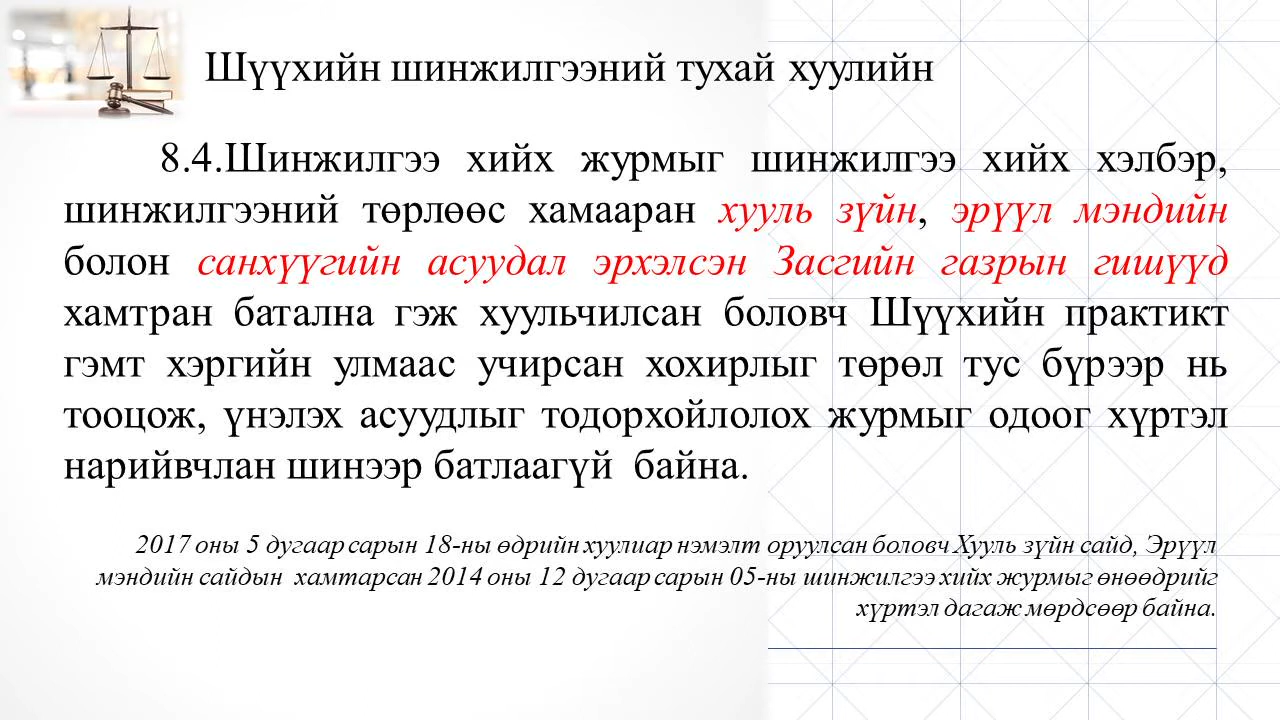 Шүүхийн шинжилгээний тухай хуулийн
8.4.Шинжилгээ хийх журмыг шинжилгээ хийх хэлбэр,
шинжилгээний төрлөөс хамааран хууль зүйн, эрүүл мэндийн
болон санхүүгийн асуудал эрхэлсэн Засгийн газрын гишүүд
хамтран батална гэж хуульчилсан боловч Шүүхийн практикт
гэмт хэргийн улмаас учирсан хохирлыг төрөл тус бүрээр нь
тооцож, үнэлэх асуудлыг тодорхойлолох журмыг одоог хүртэл
нарийвчлан шинээр батлаагүй байна.
2017 оны 5 дугаар сарын 18-ны өдрийн хуулиар нэмэлт оруулсан боловч Хууль зүйн сайд, Эрүүл
мэндийн сайдын хамтарсан 2014 оны 12 дугаар сарын 05-ны шинжилгээ хийх журмыг өнөөдрийг
хүртэл дагаж мөрдсөөр байна.